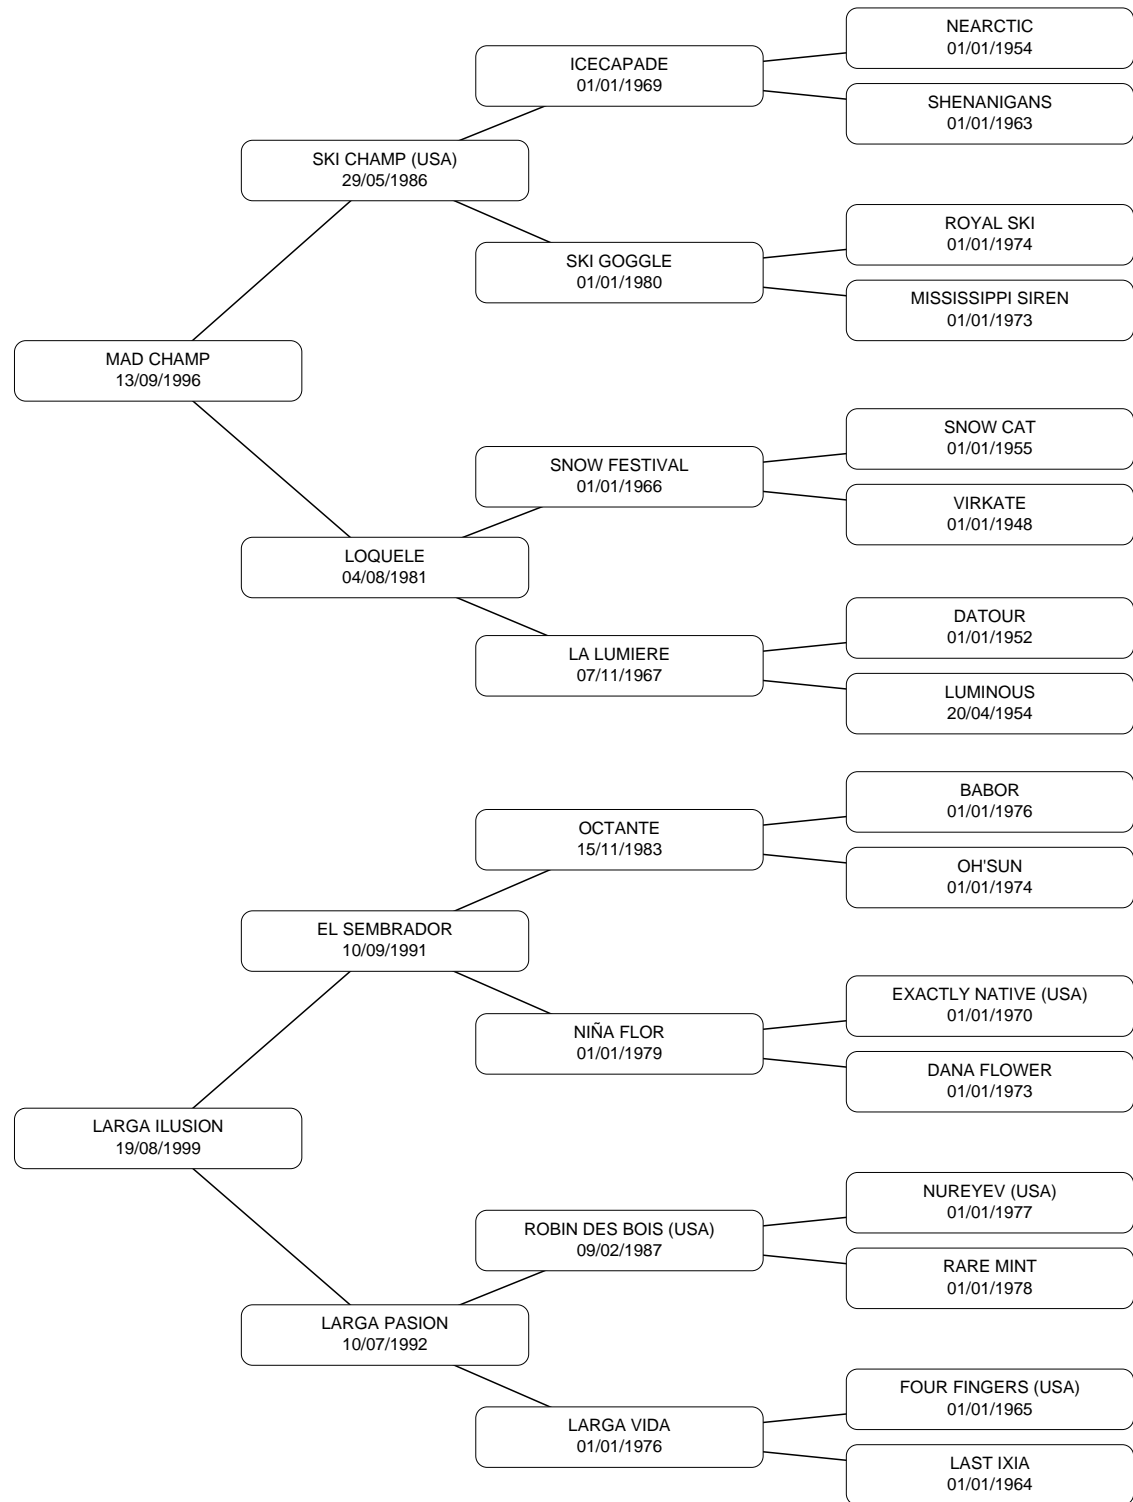 NEARCTIC
01/01/1954
ICECAPADE
01/01/1969
SHENANIGANS
01/01/1963
SKI CHAMP (USA)
29/05/1986
ROYAL SKI
01/01/1974
SKI GOGGLE
01/01/1980
MISSISSIPPI SIREN
01/01/1973
MAD CHAMP
13/09/1996
SNOW CAT
01/01/1955
SNOW FESTIVAL
01/01/1966
VIRKATE
01/01/1948
LOQUELE
04/08/1981
DATOUR
01/01/1952
LA LUMIERE
07/11/1967
LUMINOUS
20/04/1954
BABOR
01/01/1976
OCTANTE
15/11/1983
OH'SUN
01/01/1974
EL SEMBRADOR
10/09/1991
EXACTLY NATIVE (USA)
01/01/1970
NIÑA FLOR
01/01/1979
DANA FLOWER
01/01/1973
LARGA ILUSION
19/08/1999
NUREYEV (USA)
01/01/1977
ROBIN DES BOIS (USA)
09/02/1987
RARE MINT
01/01/1978
LARGA PASION
10/07/1992
FOUR FINGERS (USA)
01/01/1965
LARGA VIDA
01/01/1976
LAST IXIA
01/01/1964